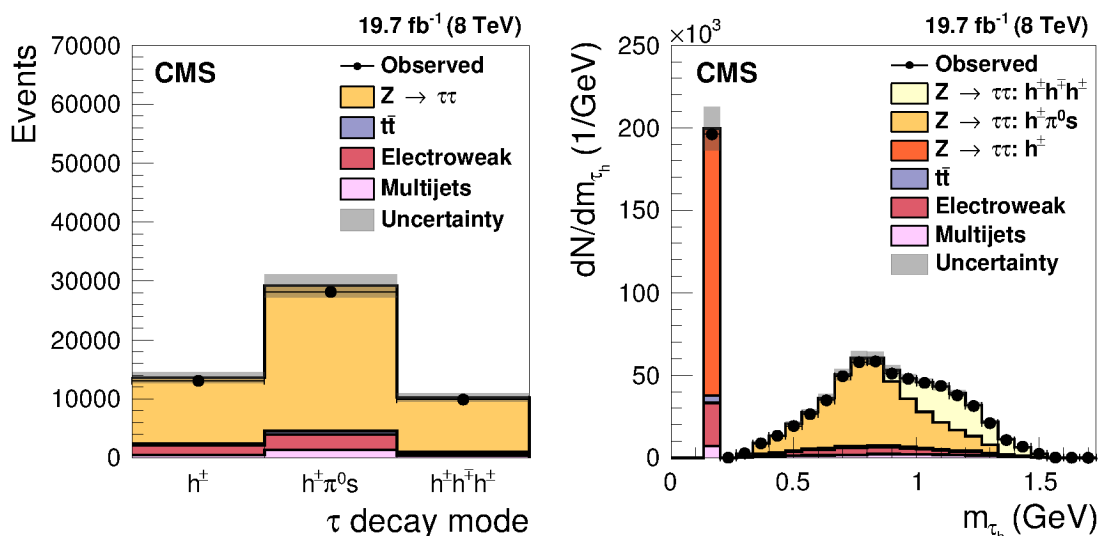 19.7 fb⁻¹ (8 TeV)
Events
70000
60000
50000
40000
30000
20000
10000
0
CMS
Observed
Z → ττ
tt̄
Electroweak
Multijets
Uncertainty
h± h±π⁰s h±h∓h±
τ decay mode
19.7 fb⁻¹ (8 TeV)
×10³
dN/dm_τₕ (1/GeV)
250
200
150
100
50
0
CMS
Observed
Z → ττ: h±h∓h±
Z → ττ: h±π⁰s
Z → ττ: h±
tt̄
Electroweak
Multijets
Uncertainty
0 0.5 1 1.5
m_τₕ (GeV)